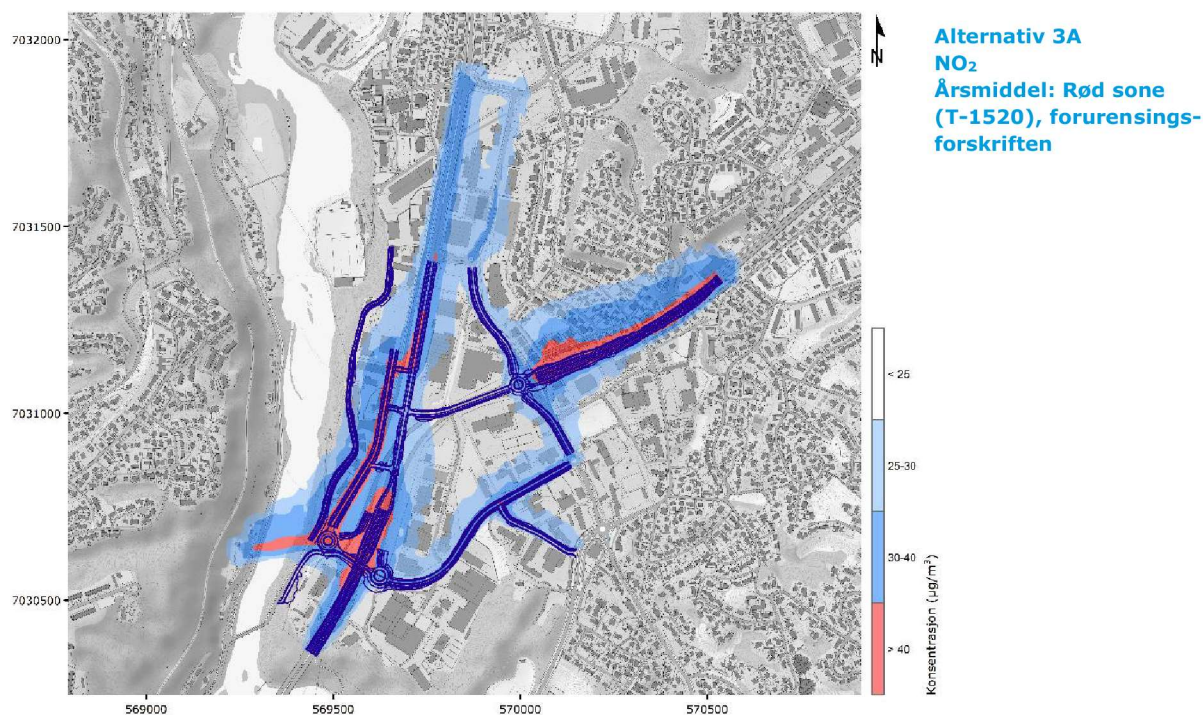 7032000
7031500
7031000
7030500
569000
569500
570000
570500
N
Alternativ 3A
NO₂
Årsmiddel: Rød sone
(T-1520), forurensings-
forskriften
< 25
25-30
30-40
> 40
Konsentrasjon (µg/m³)